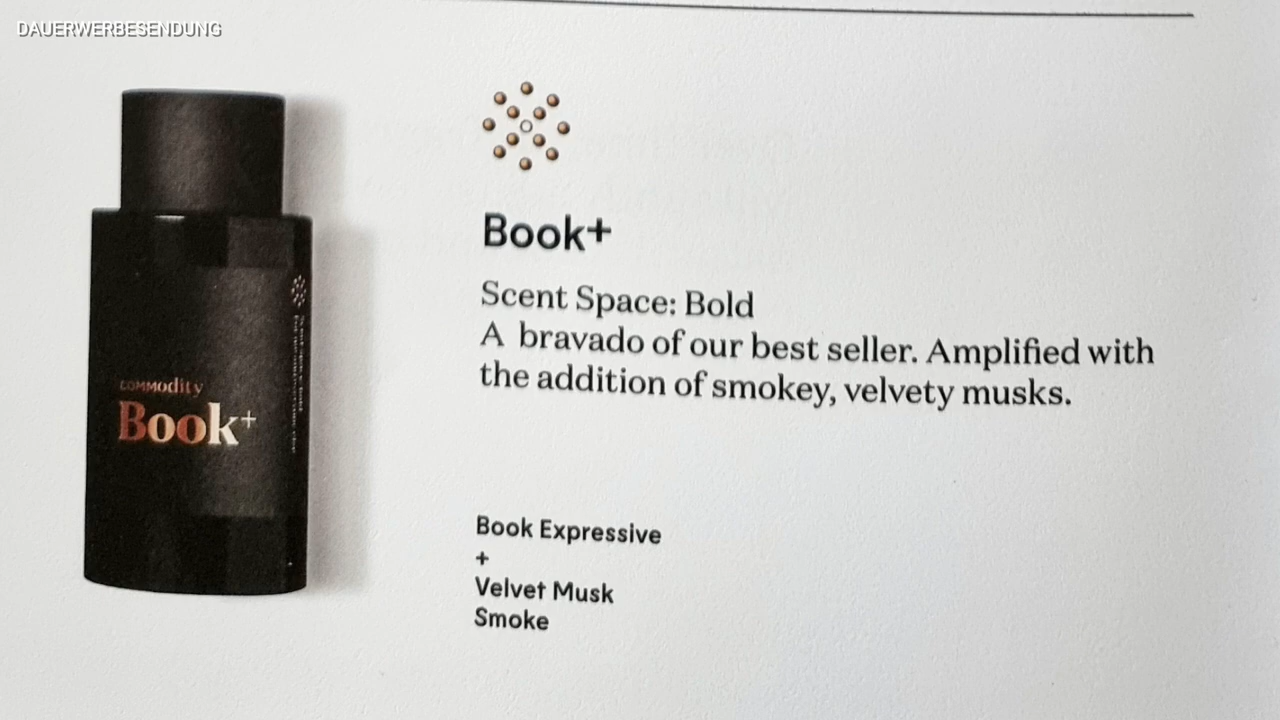 DAUERWERBESENDUNG
Book+
Scent Space: Bold
A bravado of our best seller. Amplified with
the addition of smokey, velvety musks.
commodity
Book+
Book Expressive
+
Velvet Musk
Smoke